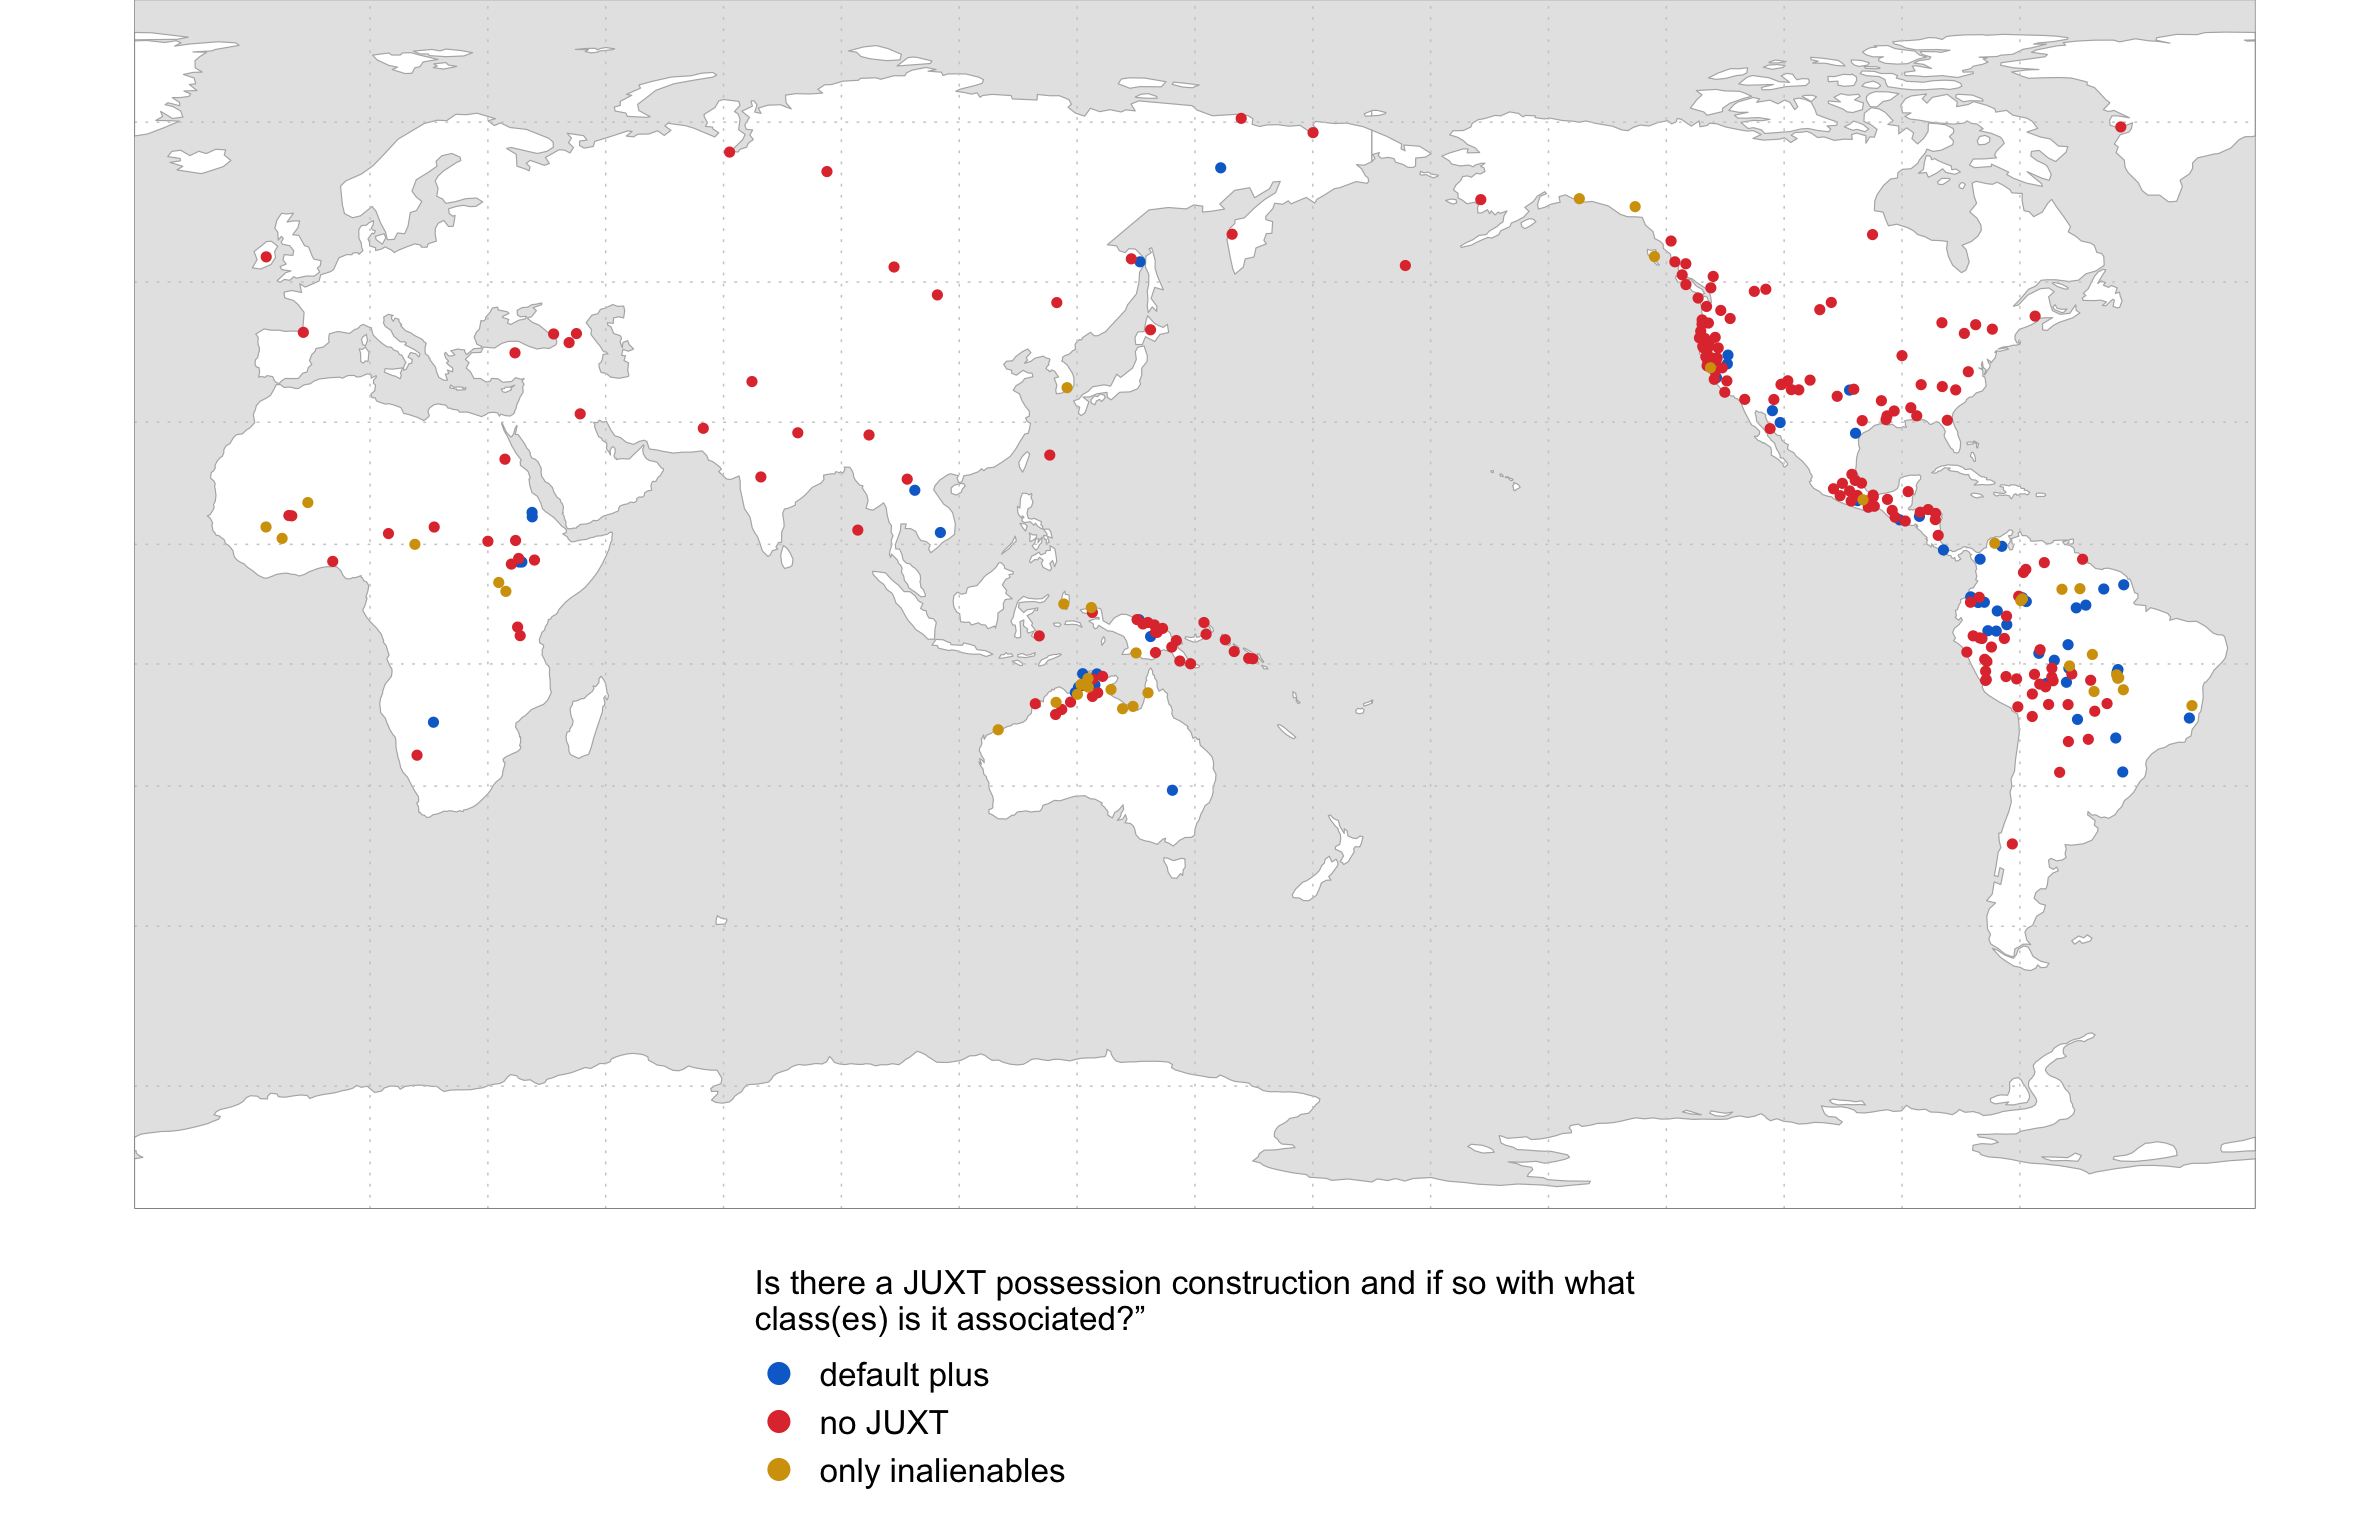 Is there a JUXT possession construction and if so with what
class(es) is it associated?”
default plus
no JUXT
only inalienables